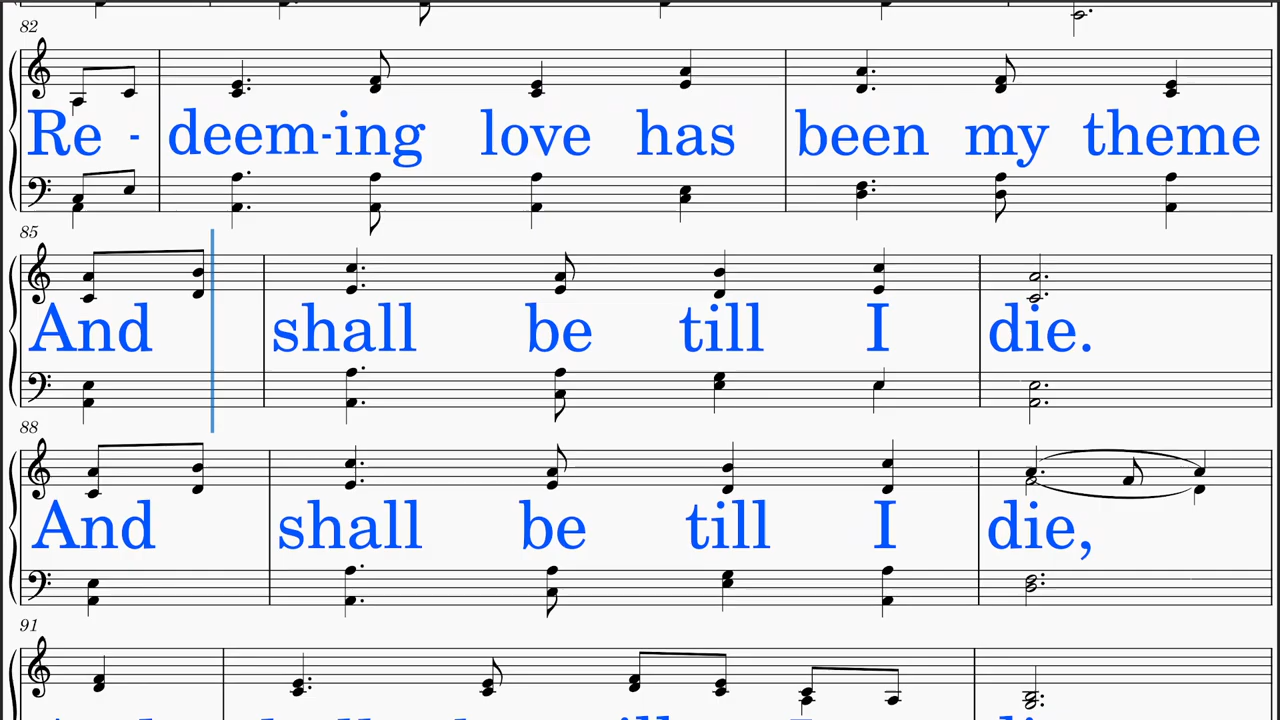 82
Re - deem-ing love has been my theme
85
And shall be till I die.
88
And shall be till I die,
91